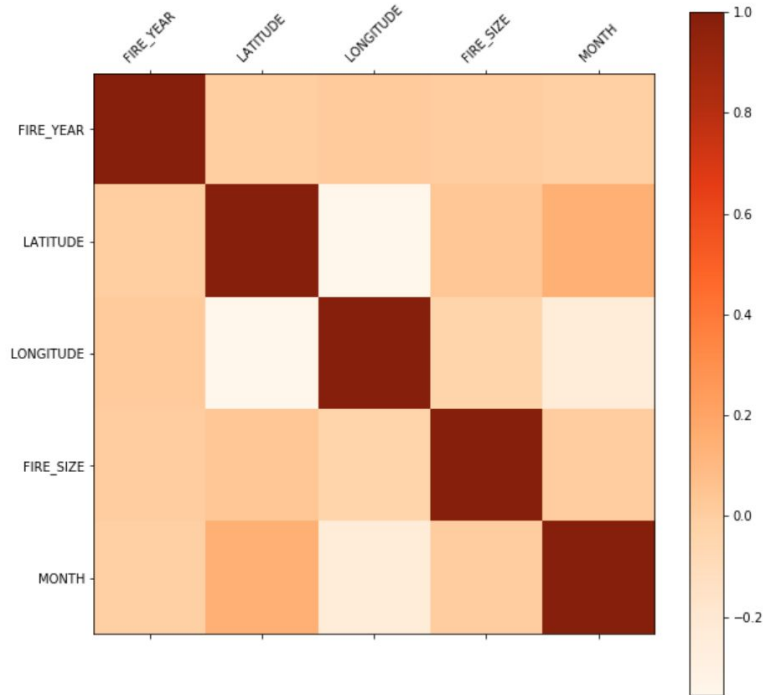 FIRE_YEAR
LATITUDE
LONGITUDE
FIRE_SIZE
MONTH
1.0
FIRE_YEAR
0.8
LATITUDE
0.6
LONGITUDE
0.4
0.2
FIRE_SIZE
0.0
MONTH
−0.2